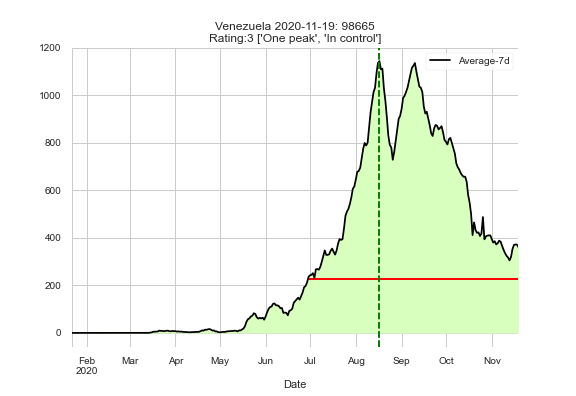 Venezuela 2020-11-19: 98665
Rating:3 ['One peak', 'In control']
Average-7d
1200
1000
800
600
400
200
0
Feb Mar Apr May Jun Jul Aug Sep Oct Nov
2020
Date